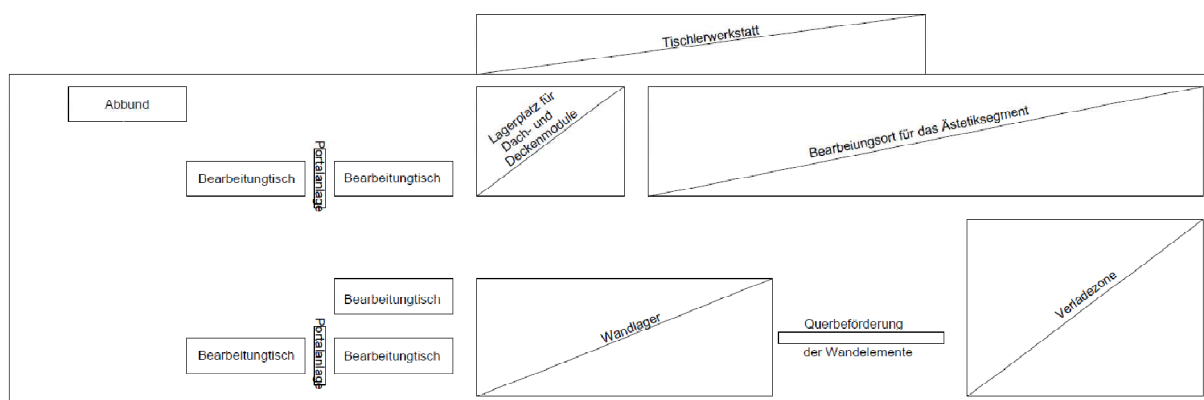 Tischlerwerkstatt
Abbund
Lagerplatz für
Dach- und
Deckenmodule
Bearbeiungsort für das Ästetiksegment
Bearbeitungtisch
Portalanlage
Bearbeitungtisch
Bearbeitungtisch
Wandlager
Querbeförderung
der Wandelemente
Verladezone
Bearbeitungtisch
Portalanlage
Bearbeitungtisch